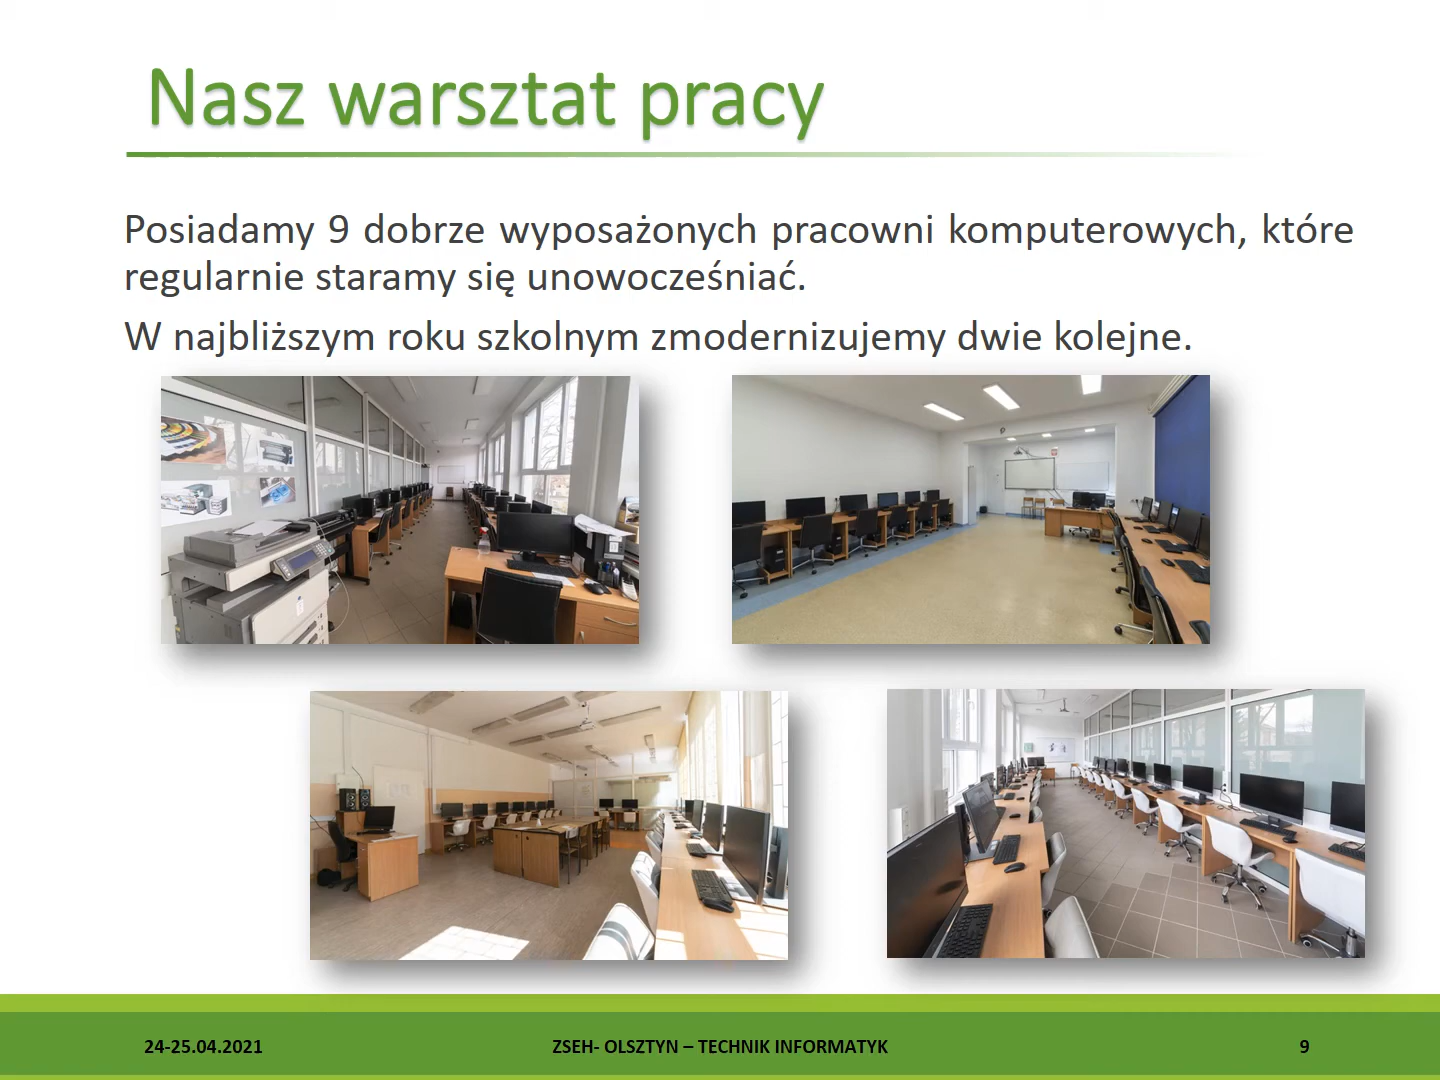 Nasz warsztat pracy
Posiadamy 9 dobrze wyposażonych pracowni komputerowych, które
regularnie staramy się unowocześniać.
W najbliższym roku szkolnym zmodernizujemy dwie kolejne.
24-25.04.2021
ZSEH- OLSZTYN – TECHNIK INFORMATYK
9